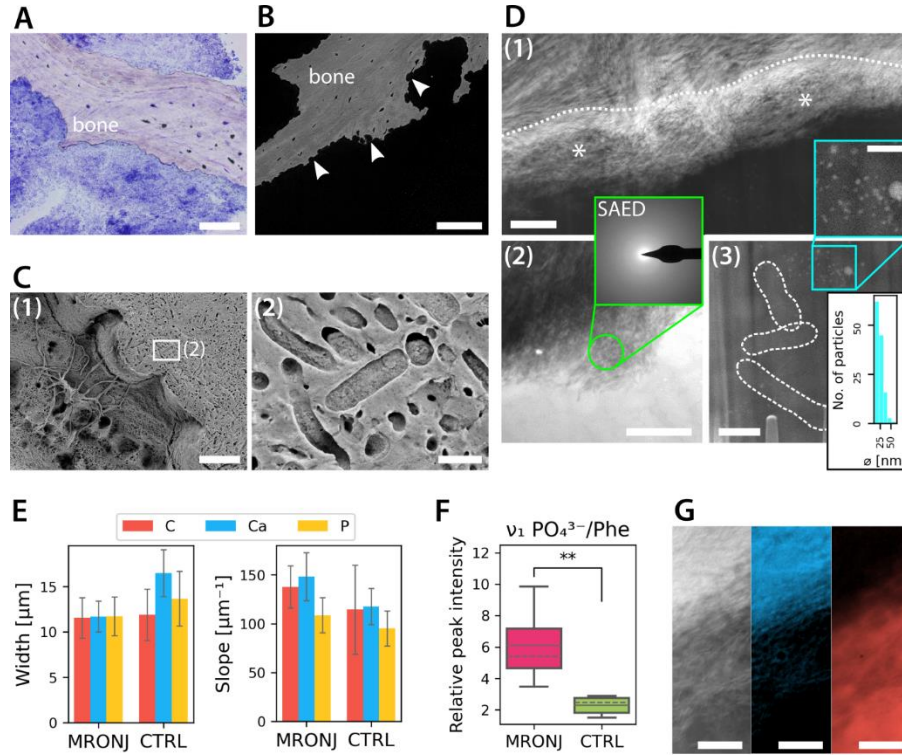 A
bone
B
bone
C
(1)
(2)
(2)
D
(1)
*
*
SAED
(2)
(3)
No. of particles
50
25
0
25
50
ø [nm]
E
C
Ca
P
Width [μm]
15
10
5
0
MRONJ
CTRL
Slope [μm⁻¹]
150
100
50
0
MRONJ
CTRL
F
ν₁ PO₄³⁻/Phe
Relative peak intensity
12
10
8
6
4
2
**
MRONJ
CTRL
G